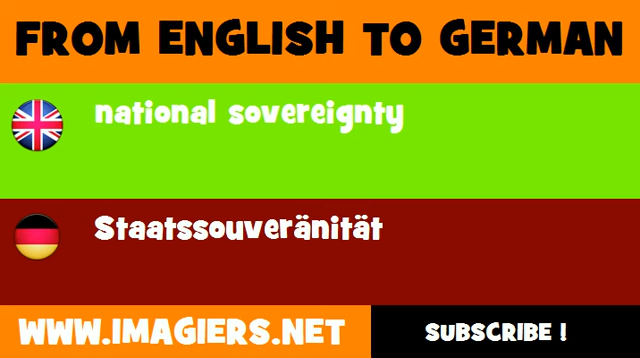 FROM ENGLISH TO GERMAN
national sovereignty
Staatssouveränität
WWW.IMAGIERS.NET
SUBSCRIBE !